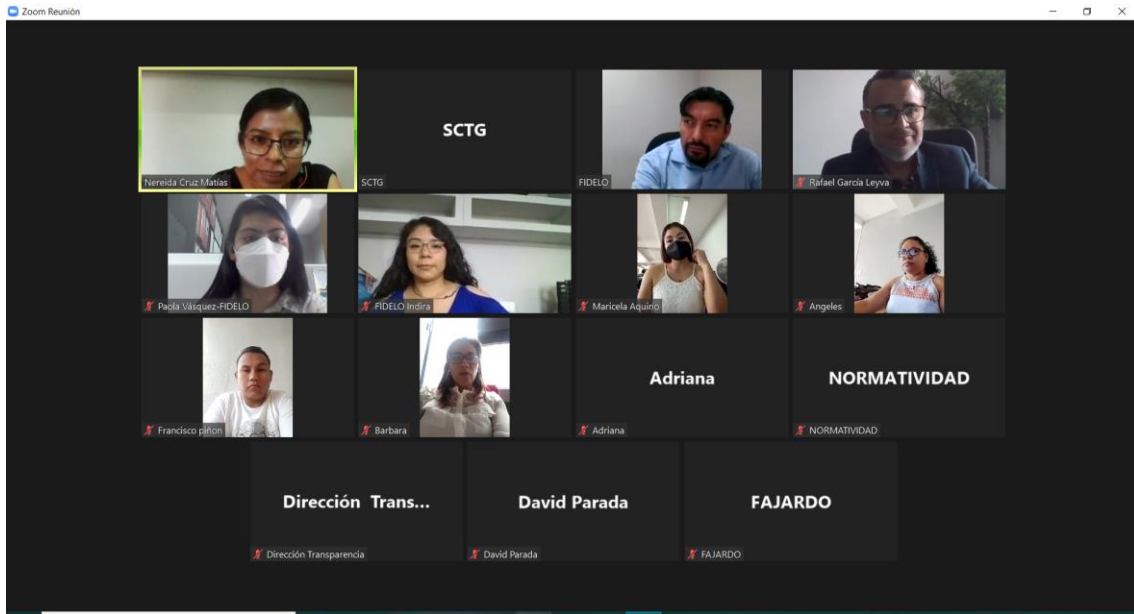 Zoom Reunión
SCTG
Nereida Cruz Matías
SCTG
FIDELO
Rafael García Leyva
Paola Vásquez-FIDELO
FIDELO Indira
Maricela Aquino
Angeles
Adriana
NORMATIVIDAD
Francisco piñon
Barbara
Adriana
NORMATIVIDAD
Dirección Trans...
David Parada
FAJARDO
Dirección Transparencia
David Parada
FAJARDO